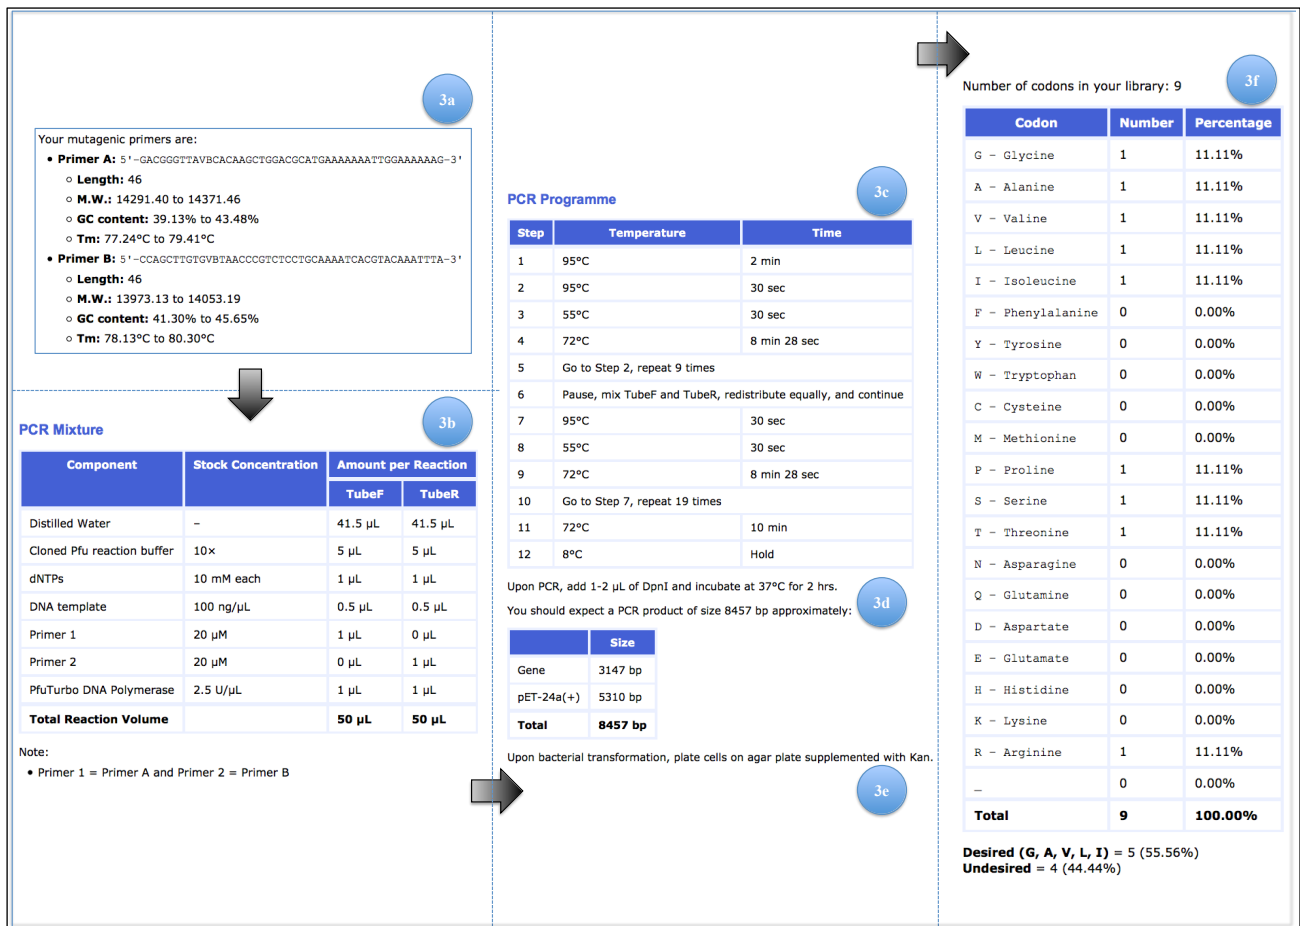 3a
Your mutagenic primers are:
• Primer A: 5'-GACGGGTTAVBCACAAGCTGGACGCATGAAAAAAATTGGAAAAAAG-3'
○ Length: 46
○ M.W.: 14291.40 to 14371.46
○ GC content: 39.13% to 43.48%
○ Tm: 77.24°C to 79.41°C
• Primer B: 5'-CCAGCTTGTGVBTAACCCGTCTCCTGCAAAATCACGTACAAATTTA-3'
○ Length: 46
○ M.W.: 13973.13 to 14053.19
○ GC content: 41.30% to 45.65%
○ Tm: 78.13°C to 80.30°C
3b
PCR Mixture
Component Stock Concentration Amount per Reaction
TubeF TubeR
Distilled Water – 41.5 µL 41.5 µL
Cloned Pfu reaction buffer 10× 5 µL 5 µL
dNTPs 10 mM each 1 µL 1 µL
DNA template 100 ng/µL 0.5 µL 0.5 µL
Primer 1 20 µM 1 µL 0 µL
Primer 2 20 µM 0 µL 1 µL
PfuTurbo DNA Polymerase 2.5 U/µL 1 µL 1 µL
Total Reaction Volume 50 µL 50 µL
Note:
• Primer 1 = Primer A and Primer 2 = Primer B
3c
PCR Programme
Step Temperature Time
1 95°C 2 min
2 95°C 30 sec
3 55°C 30 sec
4 72°C 8 min 28 sec
5 Go to Step 2, repeat 9 times
6 Pause, mix TubeF and TubeR, redistribute equally, and continue
7 95°C 30 sec
8 55°C 30 sec
9 72°C 8 min 28 sec
10 Go to Step 7, repeat 19 times
11 72°C 10 min
12 8°C Hold
Upon PCR, add 1-2 µL of DpnI and incubate at 37°C for 2 hrs.
3d
You should expect a PCR product of size 8457 bp approximately:
Size
Gene 3147 bp
pET-24a(+) 5310 bp
Total 8457 bp
Upon bacterial transformation, plate cells on agar plate supplemented with Kan.
3e
3f
Number of codons in your library: 9
Codon Number Percentage
G - Glycine 1 11.11%
A - Alanine 1 11.11%
V - Valine 1 11.11%
L - Leucine 1 11.11%
I - Isoleucine 1 11.11%
F - Phenylalanine 0 0.00%
Y - Tyrosine 0 0.00%
W - Tryptophan 0 0.00%
C - Cysteine 0 0.00%
M - Methionine 0 0.00%
P - Proline 1 11.11%
S - Serine 1 11.11%
T - Threonine 1 11.11%
N - Asparagine 0 0.00%
Q - Glutamine 0 0.00%
D - Aspartate 0 0.00%
E - Glutamate 0 0.00%
H - Histidine 0 0.00%
K - Lysine 0 0.00%
R - Arginine 1 11.11%
_ 0 0.00%
Total 9 100.00%
Desired (G, A, V, L, I) = 5 (55.56%)
Undesired = 4 (44.44%)